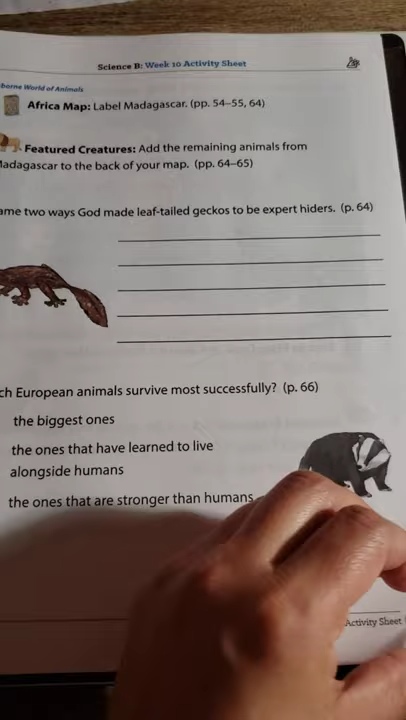 Science B: Week 10 Activity Sheet
borne World of Animals
Africa Map: Label Madagascar. (pp. 54–55, 64)
Featured Creatures: Add the remaining animals from
adagascar to the back of your map. (pp. 64–65)
ame two ways God made leaf-tailed geckos to be expert hiders. (p. 64)
ch European animals survive most successfully? (p. 66)
the biggest ones
the ones that have learned to live
alongside humans
the ones that are stronger than humans
Activity Sheet